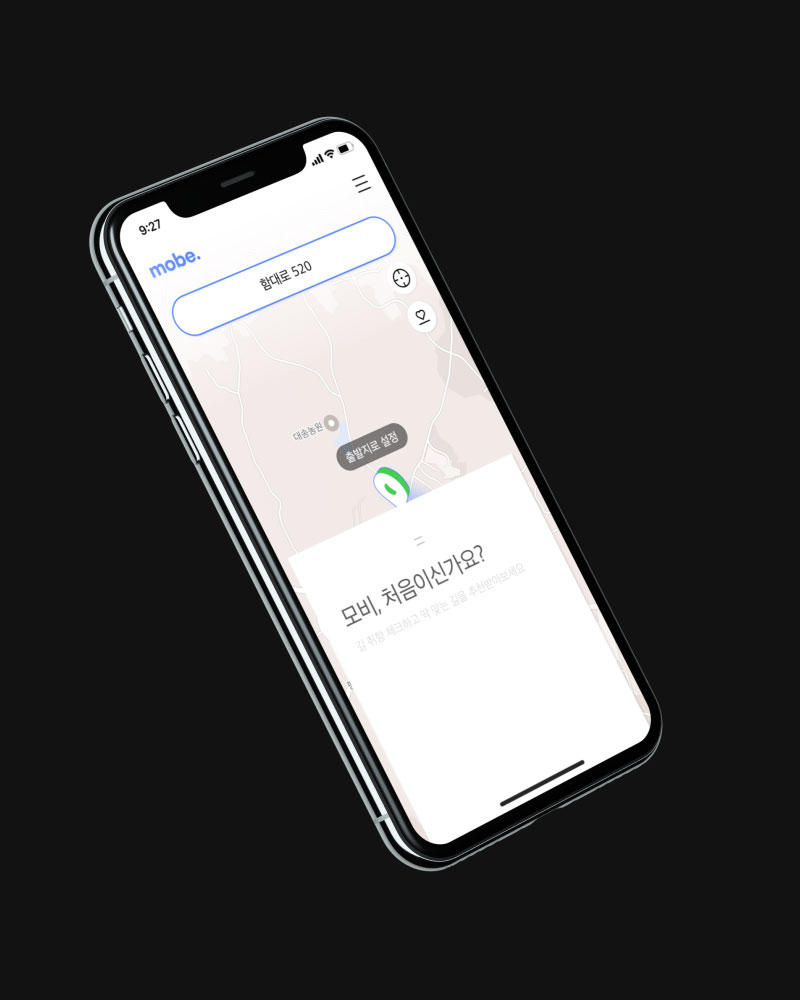 9:27
mobe.
함대로 520
대송농원
출발지로 설정
모비, 처음이신가요?
길 취향 체크하고 딱 맞는 길을 추천받아보세요